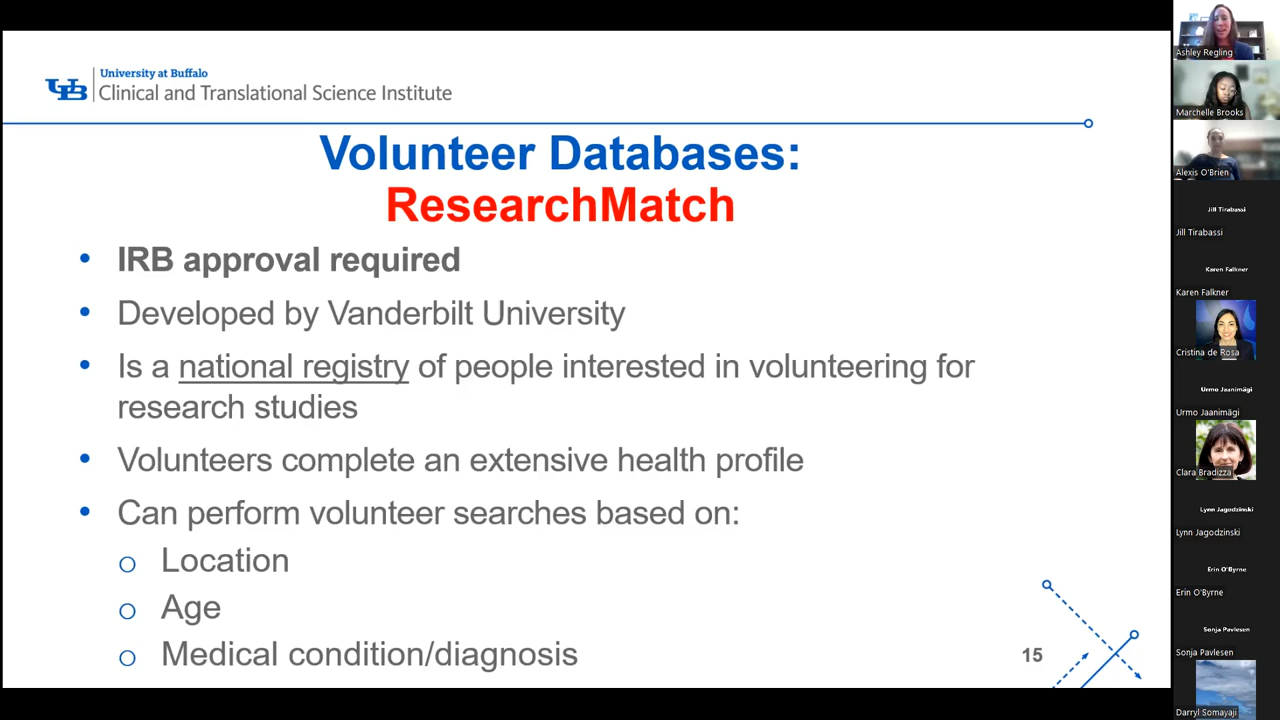 University at Buffalo
UB Clinical and Translational Science Institute
Volunteer Databases:
ResearchMatch
• IRB approval required
• Developed by Vanderbilt University
• Is a national registry of people interested in volunteering for
research studies
• Volunteers complete an extensive health profile
• Can perform volunteer searches based on:
o Location
o Age
o Medical condition/diagnosis
15
Ashley Regling
Marchelle Brooks
Alexis O'Brien
Jill Tirabassi
Jill Tirabassi
Karen Falkner
Karen Falkner
Cristina de Rosa
Urmo Jaanimägi
Urmo Jaanimägi
Clara Bradizza
Lynn Jagodzinski
Lynn Jagodzinski
Erin O'Byrne
Erin O'Byrne
Sonja Pavlesen
Sonja Pavlesen
Darryl Somayaji